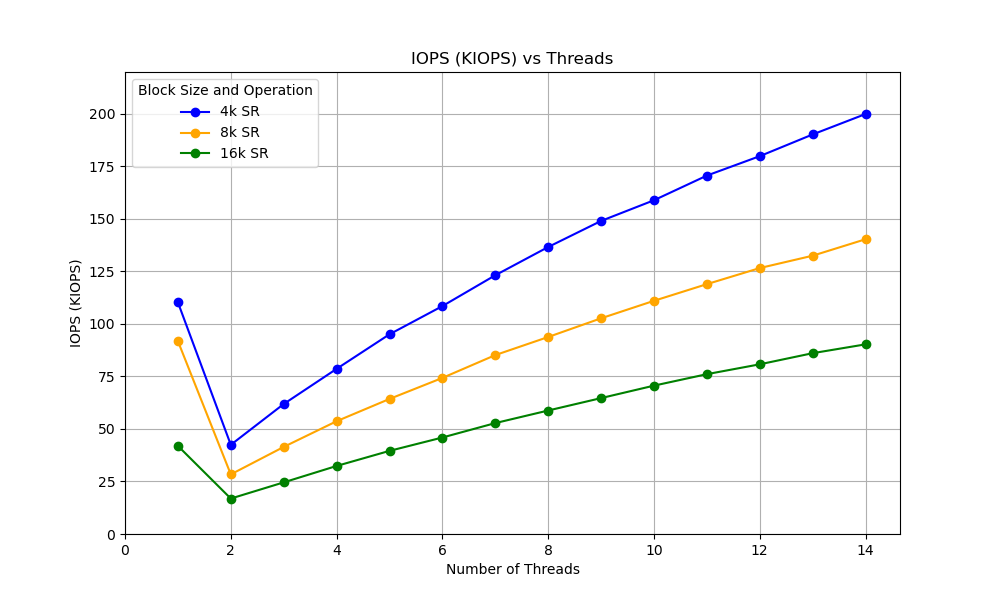 IOPS (KIOPS) vs Threads
Block Size and Operation
4k SR
8k SR
16k SR
200
175
150
125
100
75
50
25
0
IOPS (KIOPS)
0 2 4 6 8 10 12 14
Number of Threads